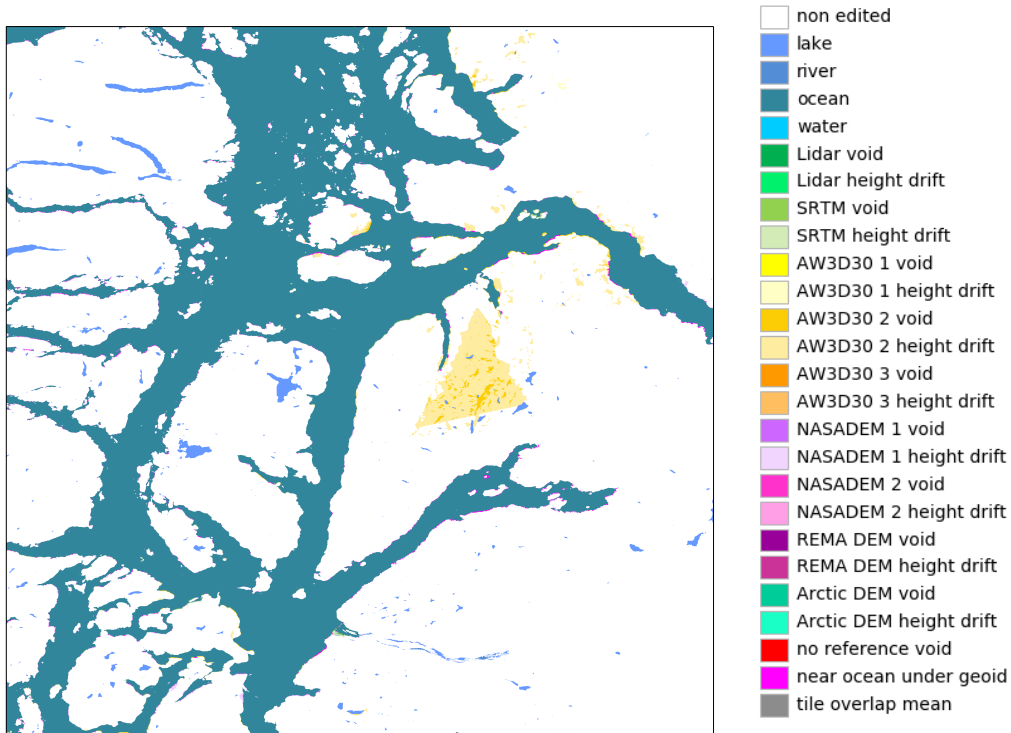 non edited
lake
river
ocean
water
Lidar void
Lidar height drift
SRTM void
SRTM height drift
AW3D30 1 void
AW3D30 1 height drift
AW3D30 2 void
AW3D30 2 height drift
AW3D30 3 void
AW3D30 3 height drift
NASADEM 1 void
NASADEM 1 height drift
NASADEM 2 void
NASADEM 2 height drift
REMA DEM void
REMA DEM height drift
Arctic DEM void
Arctic DEM height drift
no reference void
near ocean under geoid
tile overlap mean